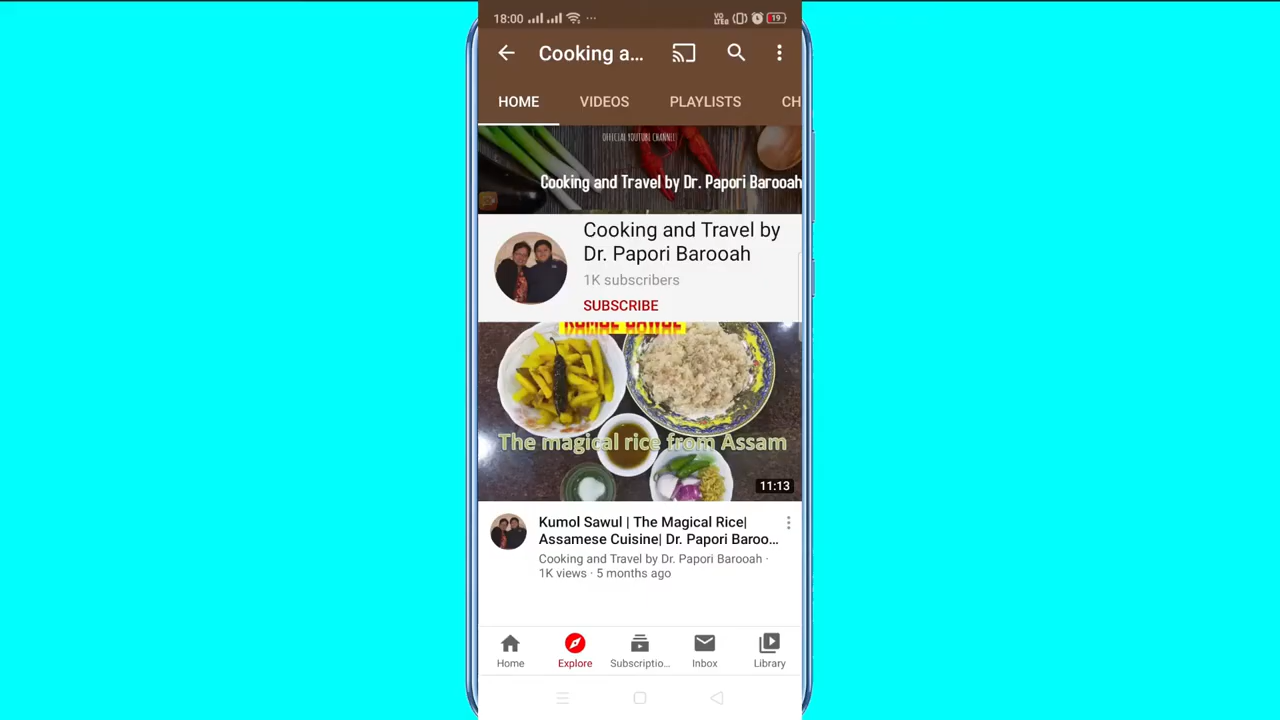 18:00
VO
LTE
19
Cooking a...
HOME VIDEOS PLAYLISTS CH
OFFICIAL YOUTUBE CHANNEL
Cooking and Travel by Dr. Papori Barooah
Cooking and Travel by
Dr. Papori Barooah
1K subscribers
SUBSCRIBE
The magical rice from Assam
11:13
Kumol Sawul | The Magical Rice|
Assamese Cuisine| Dr. Papori Baroo...
Cooking and Travel by Dr. Papori Barooah ·
1K views · 5 months ago
Home Explore Subscriptio... Inbox Library